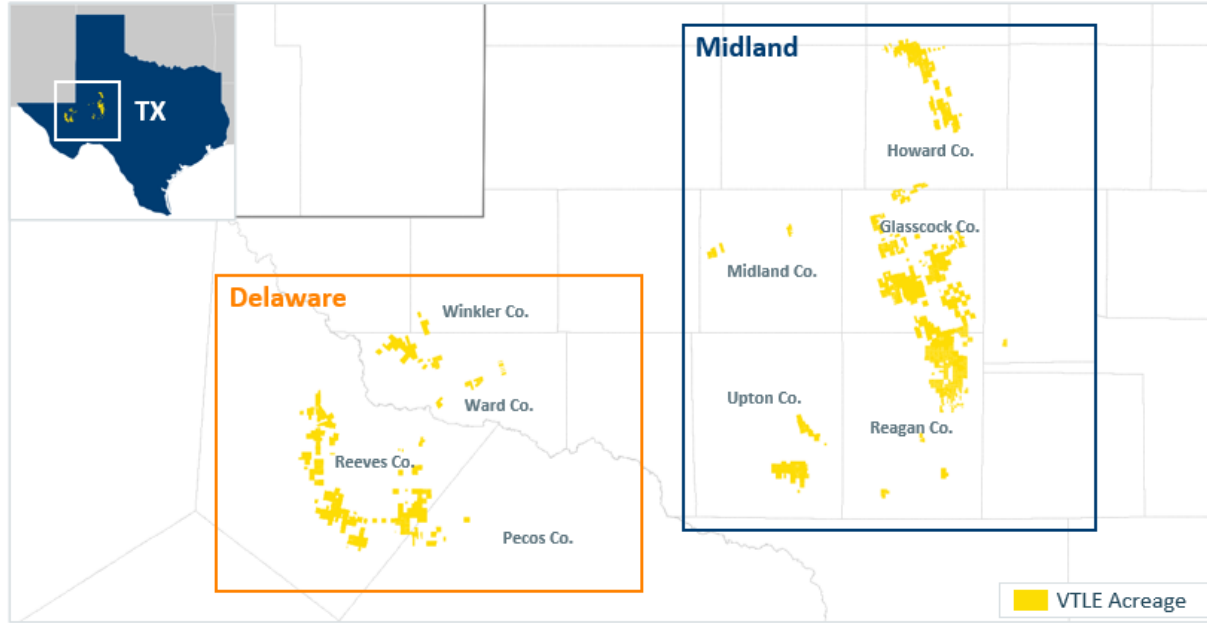 TX
Midland
Howard Co.
Glasscock Co.
Midland Co.
Upton Co.
Reagan Co.
Delaware
Winkler Co.
Ward Co.
Reeves Co.
Pecos Co.
VTLE Acreage